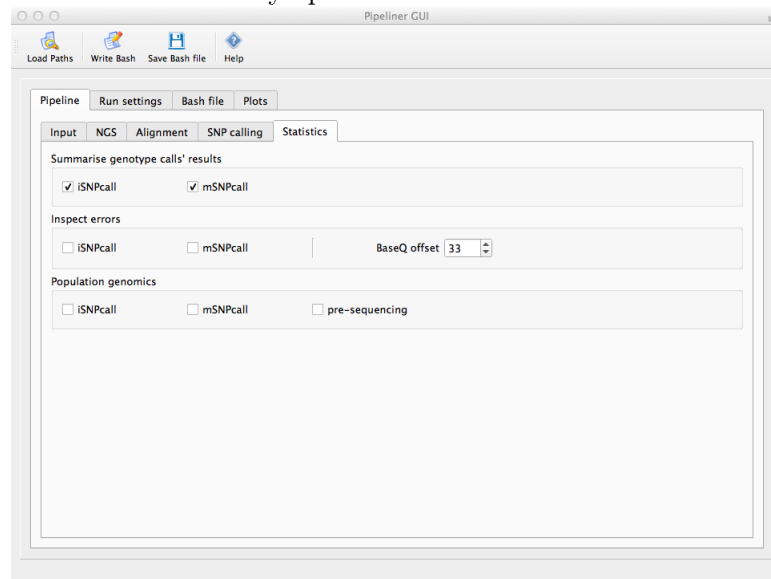 Pipeliner GUI
Load Paths Write Bash Save Bash file Help
Pipeline Run settings Bash file Plots
Input NGS Alignment SNP calling Statistics
Summarise genotype calls' results
iSNPcall mSNPcall
Inspect errors
iSNPcall mSNPcall BaseQ offset 33
Population genomics
iSNPcall mSNPcall pre-sequencing